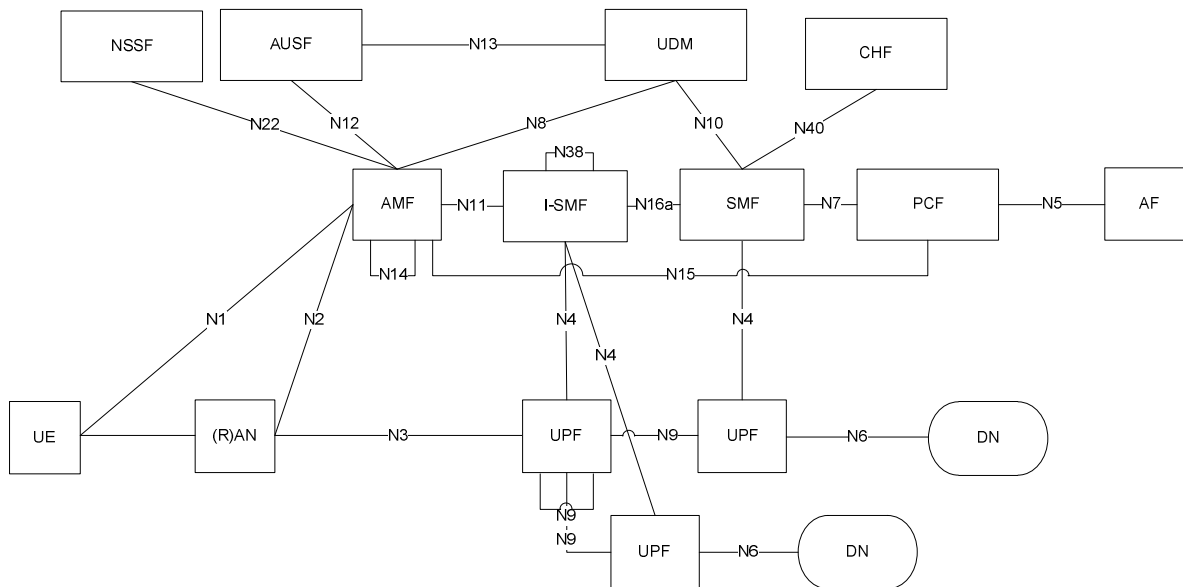 NSSF
AUSF
N13
UDM
CHF
N22
N12
N8
N10
N40
N38
AMF
N11
I-SMF
N16a
SMF
N7
PCF
N5
AF
N14
N15
N1
N2
N4
N4
N4
UE
(R)AN
N3
UPF
N9
UPF
N6
DN
N9
N9
UPF
N6
DN